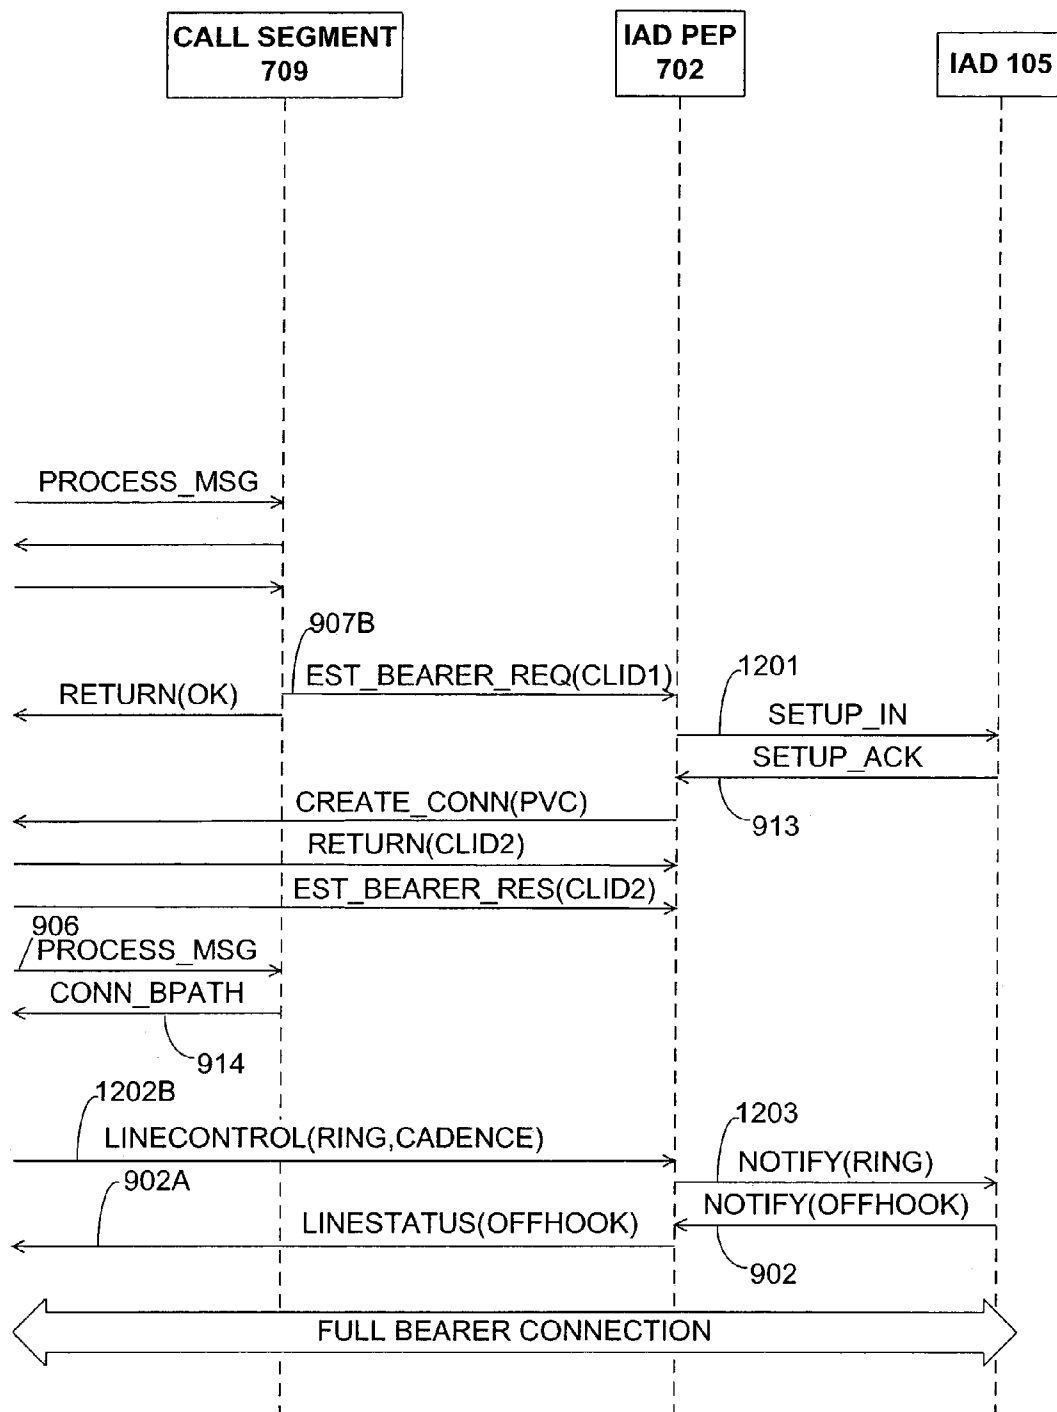 CALL SEGMENT
709
IAD PEP
702
IAD 105
PROCESS_MSG
907B
EST_BEARER_REQ(CLID1)
1201
RETURN(OK)
SETUP_IN
SETUP_ACK
CREATE_CONN(PVC)
913
RETURN(CLID2)
EST_BEARER_RES(CLID2)
906
PROCESS_MSG
CONN_BPATH
914
1202B
1203
LINECONTROL(RING,CADENCE)
NOTIFY(RING)
902A
NOTIFY(OFFHOOK)
LINESTATUS(OFFHOOK)
902
FULL BEARER CONNECTION